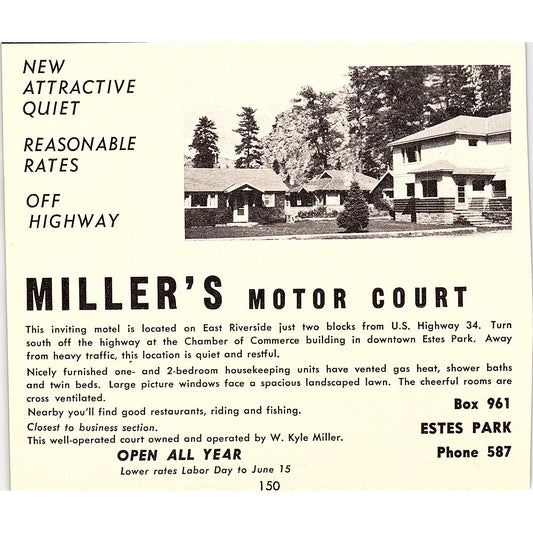 NEW
ATTRACTIVE
QUIET
REASONABLE
RATES
OFF
HIGHWAY
MILLER'S MOTOR COURT
This inviting motel is located on East Riverside just two blocks from U.S. Highway 34. Turn
south off the highway at the Chamber of Commerce building in downtown Estes Park. Away
from heavy traffic, this location is quiet and restful.
Nicely furnished one- and 2-bedroom housekeeping units have vented gas heat, shower baths
and twin beds. Large picture windows face a spacious landscaped lawn. The cheerful rooms are
cross ventilated.
Nearby you'll find good restaurants, riding and fishing.
Closest to business section.
This well-operated court owned and operated by W. Kyle Miller.
OPEN ALL YEAR
Lower rates Labor Day to June 15
Box 961
ESTES PARK
Phone 587
150